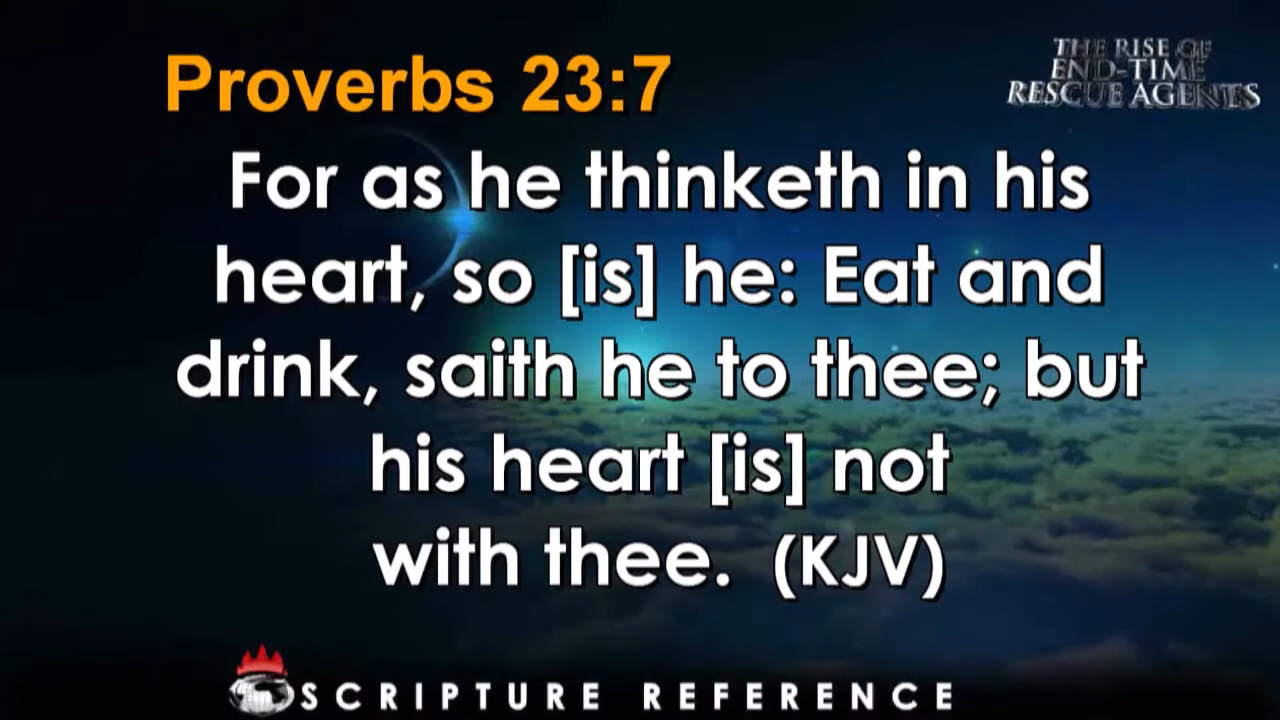 Proverbs 23:7
THE RISE OF
END-TIME
RESCUE AGENTS
For as he thinketh in his
heart, so [is] he: Eat and
drink, saith he to thee; but
his heart [is] not
with thee. (KJV)
SCRIPTURE REFERENCE